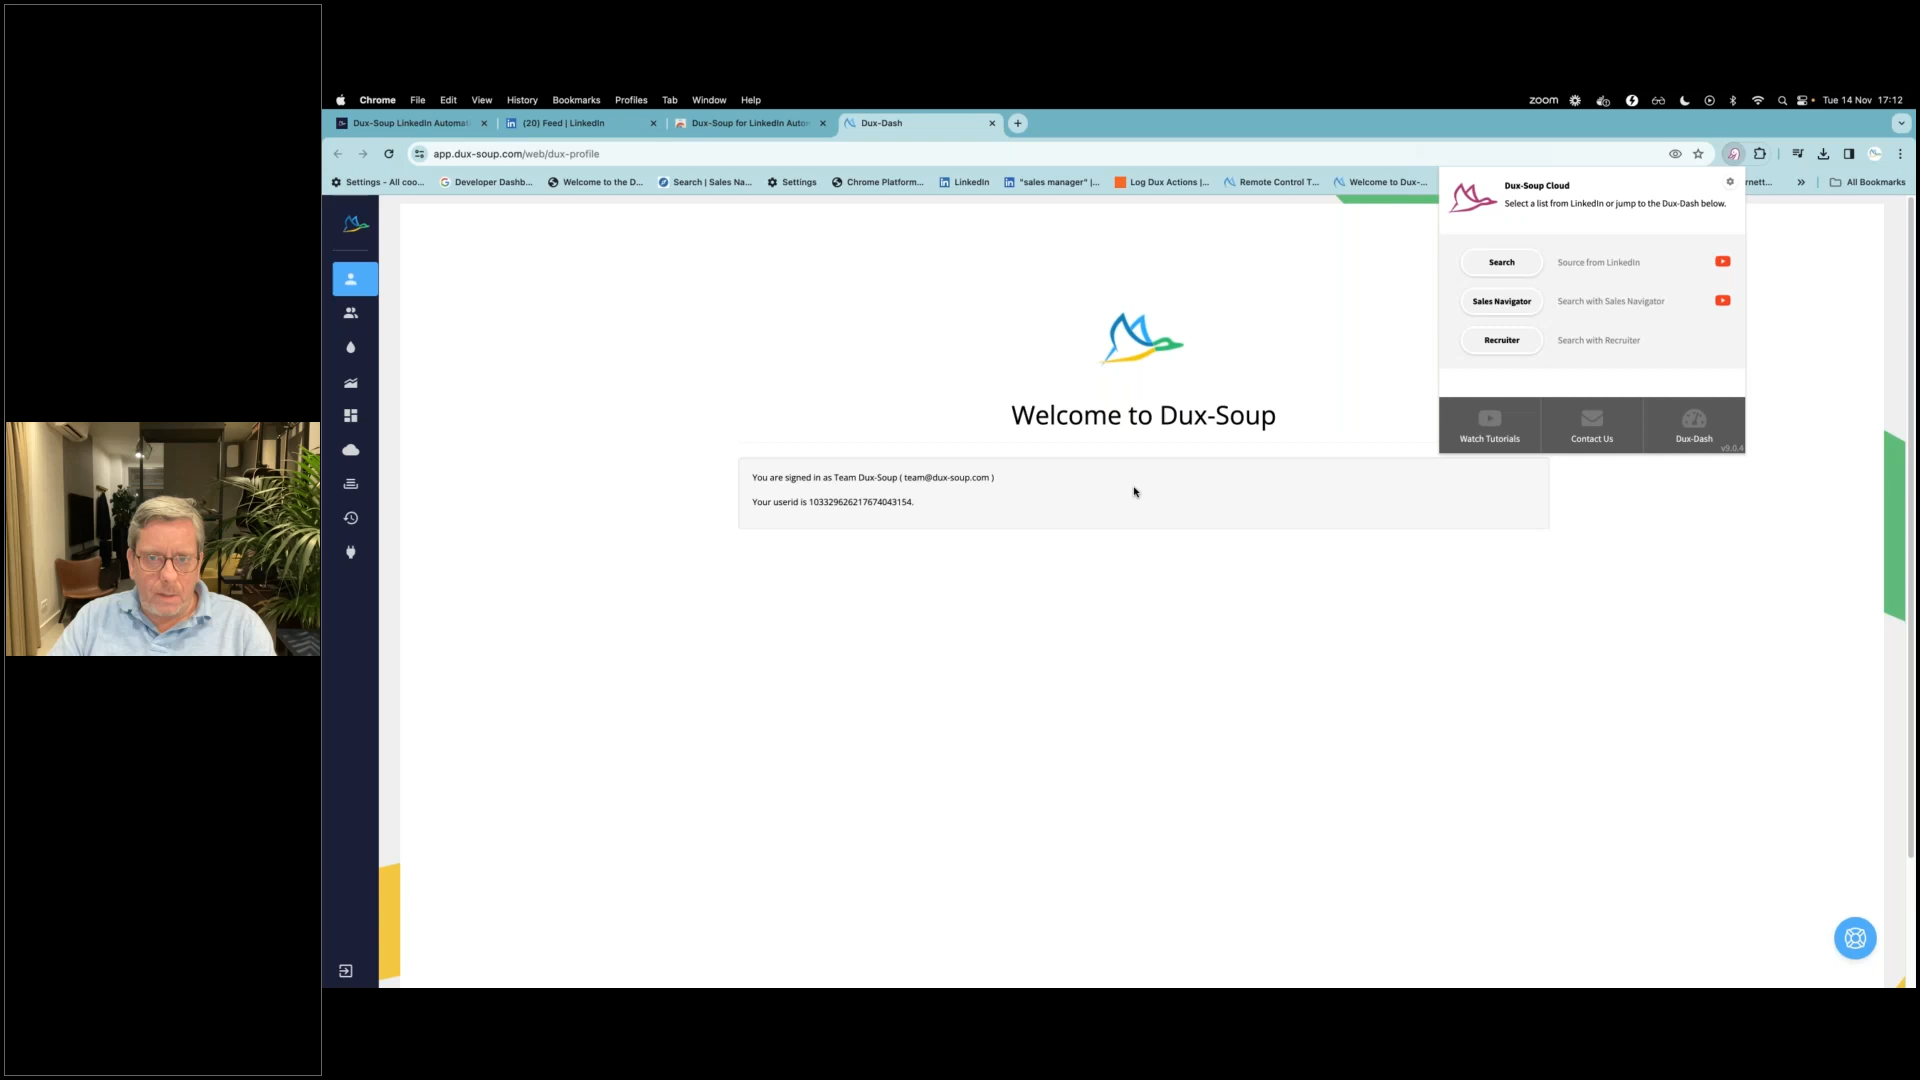 Chrome File Edit View History Bookmarks Profiles Tab Window Help
zoom Tue 14 Nov 17:12
Dux-Soup LinkedIn Automat
(20) Feed | LinkedIn
Dux-Soup for LinkedIn Auto
Dux-Dash
app.dux-soup.com/web/dux-profile
Settings - All coo...
Developer Dashb...
Welcome to the D...
Search | Sales Na...
Settings
Chrome Platform...
LinkedIn
"sales manager" |...
Log Dux Actions |...
Remote Control T...
Welcome to Dux-...
rnett...
All Bookmarks
Dux-Soup Cloud
Select a list from LinkedIn or jump to the Dux-Dash below.
Search Source from LinkedIn
Sales Navigator Search with Sales Navigator
Recruiter Search with Recruiter
Watch Tutorials Contact Us Dux-Dash
v9.0.4
Welcome to Dux-Soup
You are signed in as Team Dux-Soup ( team@dux-soup.com )
Your userid is 103329626217674043154.